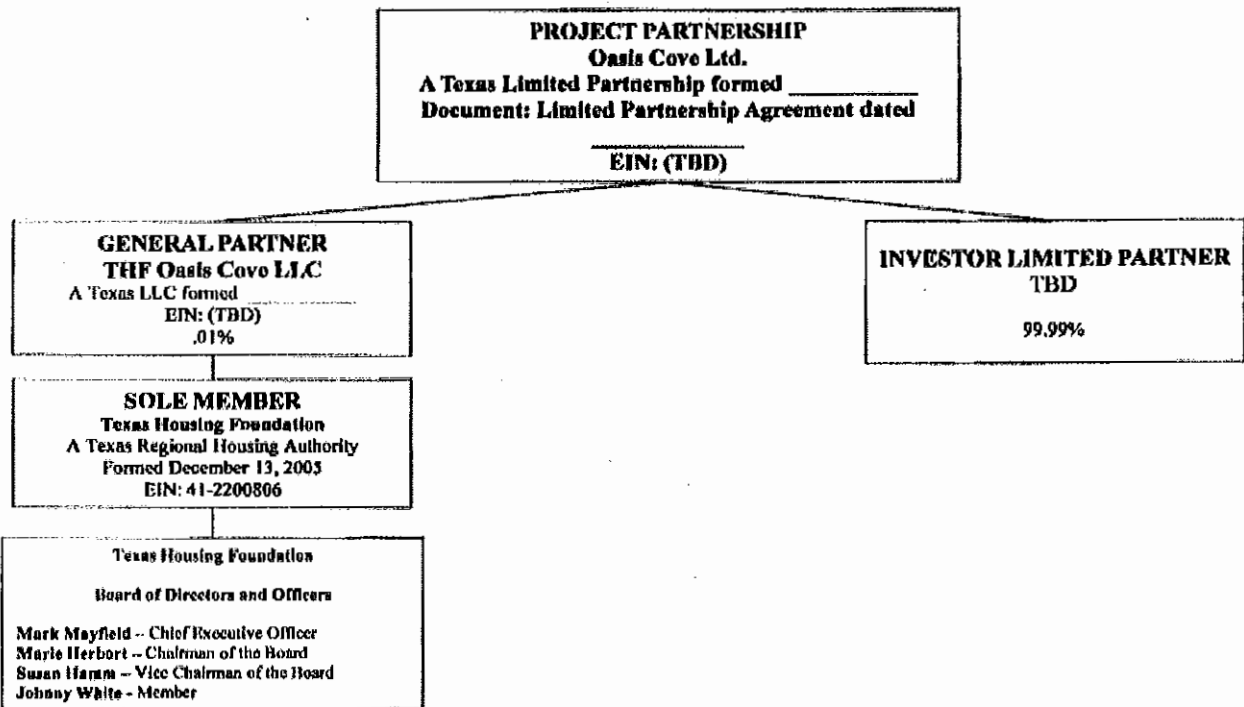 PROJECT PARTNERSHIP
Oasis Cove Ltd.
A Texas Limited Partnership formed ____________
Document: Limited Partnership Agreement dated
____________
EIN: (TBD)
GENERAL PARTNER
THF Oasis Cove LLC
A Texas LLC formed ____________
EIN: (TBD)
.01%
INVESTOR LIMITED PARTNER
TBD
99.99%
SOLE MEMBER
Texas Housing Foundation
A Texas Regional Housing Authority
Formed December 13, 2005
EIN: 41-2200806
Texas Housing Foundation
Board of Directors and Officers
Mark Mayfield -- Chief Executive Officer
Marie Herbort -- Chairman of the Board
Susan -- Vice Chairman of the Board
Johnny White - Member